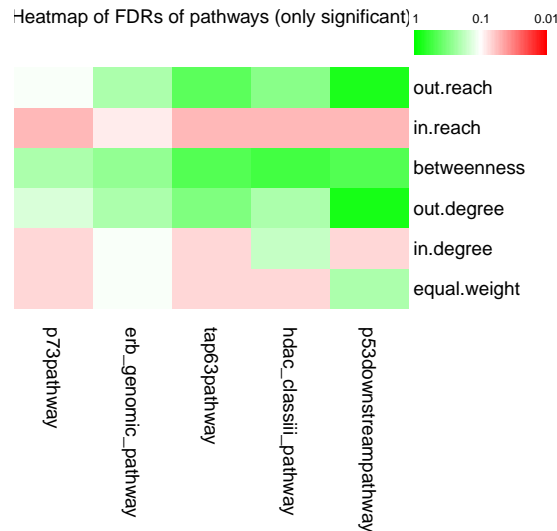 Heatmap of FDRs of pathways (only significant)
1 0.1 0.01
out.reach
in.reach
betweenness
out.degree
in.degree
equal.weight
p73pathway
erb_genomic_pathway
tap63pathway
hdac_classiii_pathway
p53downstreampathway